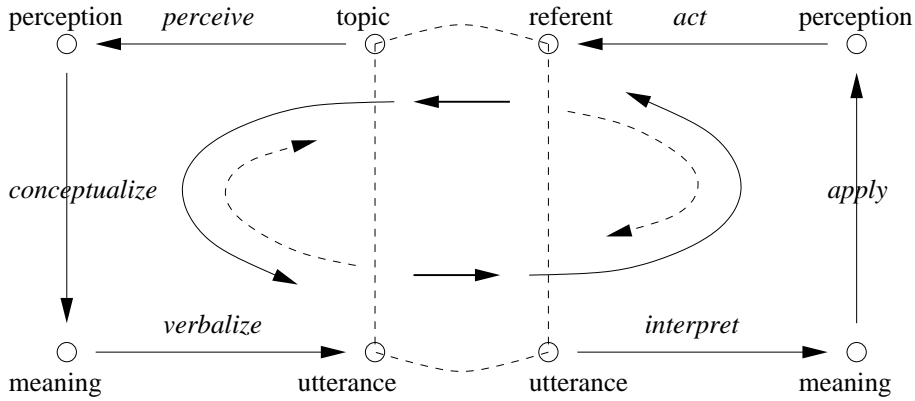 perception perceive topic referent act perception
conceptualize apply
verbalize interpret
meaning utterance utterance meaning